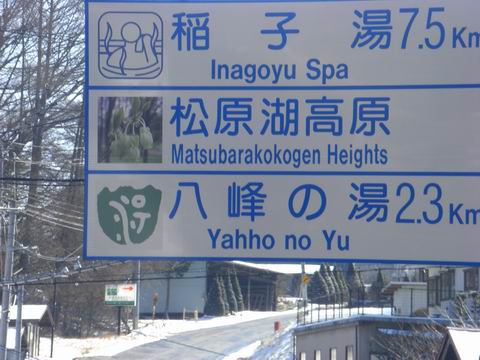 稲子湯 7.5 Km
Inagoyu Spa
松原湖高原
Matsubarakokogen Heights
八峰の湯 2.3 Km
Yahho no Yu